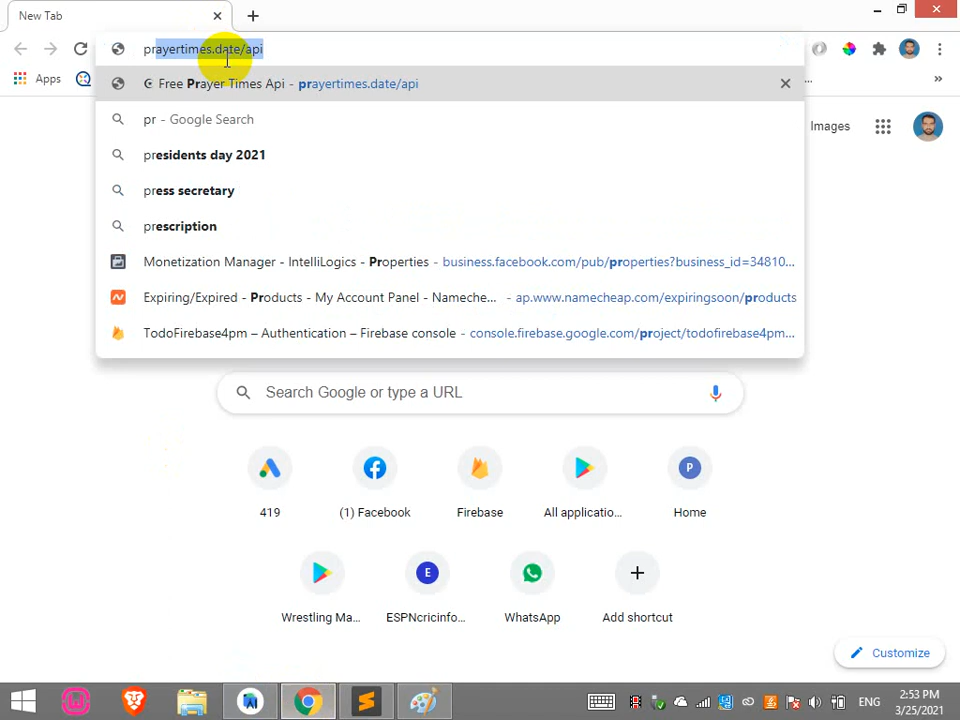 New Tab
prayertimes.date/api
Apps
Free Prayer Times Api - prayertimes.date/api
pr - Google Search
presidents day 2021
press secretary
prescription
Monetization Manager - IntelliLogics - Properties - business.facebook.com/pub/properties?business_id=34810...
Expiring/Expired - Products - My Account Panel - Nameche... - ap.www.namecheap.com/expiringsoon/products
TodoFirebase4pm – Authentication – Firebase console - console.firebase.google.com/project/todofirebase4pm...
...
»
Images
Search Google or type a URL
P
419
(1) Facebook
Firebase
All applicatio...
Home
E
Wrestling Ma...
ESPNcricinfo...
WhatsApp
Add shortcut
Customize
ENG
2:53 PM
3/25/2021